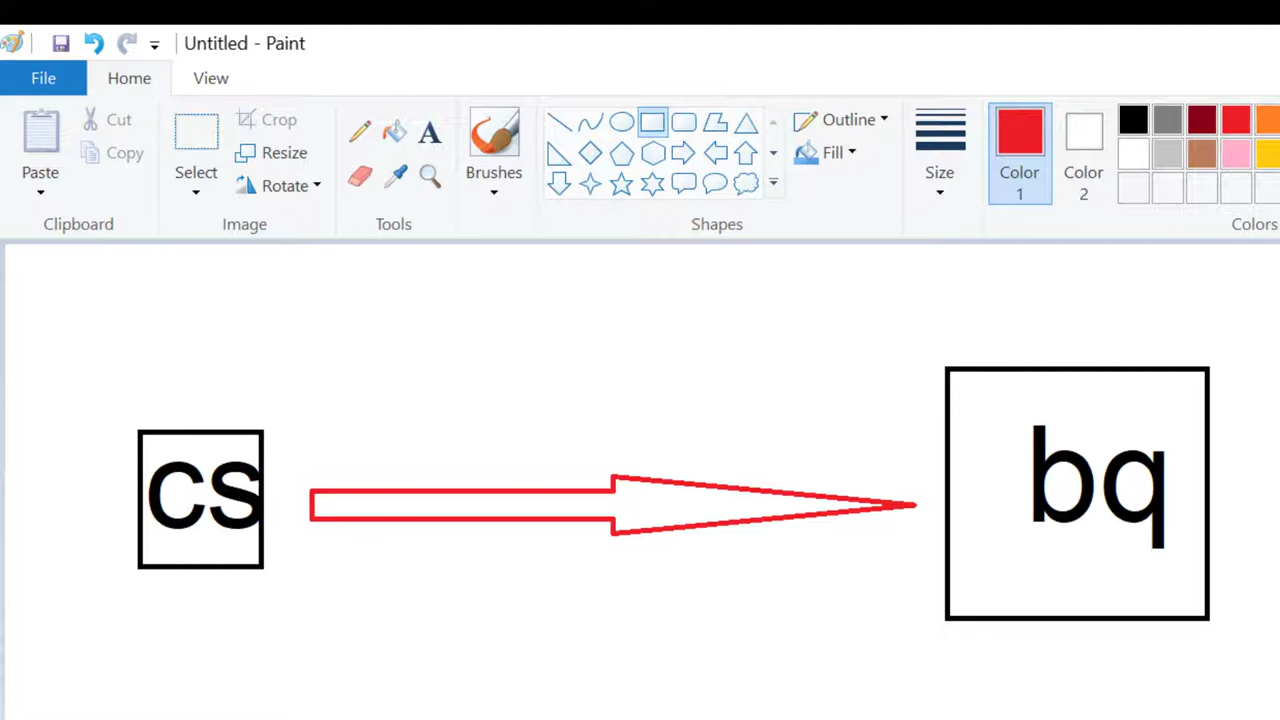 Untitled - Paint
File Home View
Cut
Copy
Paste
Clipboard
Select
Crop
Resize
Rotate
Image
A
Tools
Brushes
Shapes
Outline
Fill
Size
Color 1
Color 2
Colors
cs
bq